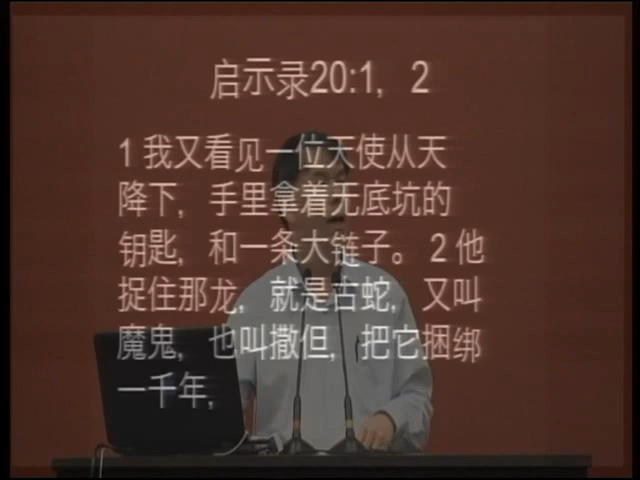 启示录20:1，2
1 我又看见一位天使从天
降下，手里拿着无底坑的
钥匙，和一条大链子。2 他
捉住那龙，就是古蛇，又叫
魔鬼，也叫撒但，把它捆绑
一千年，